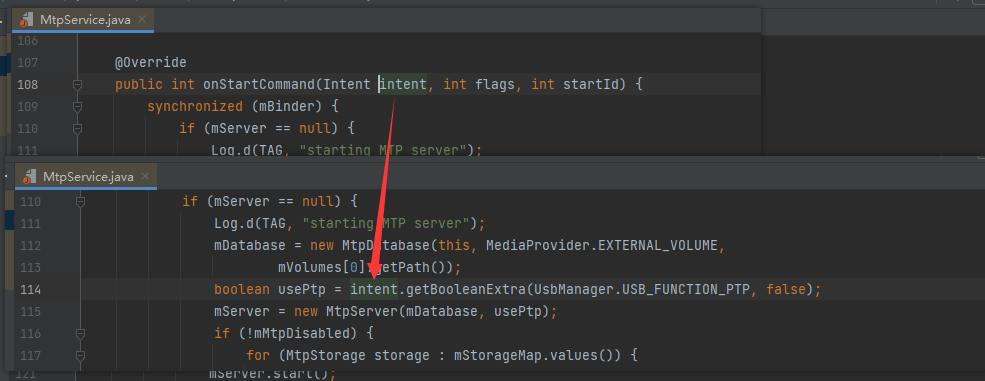 MtpService.java
106
107 @Override
108 public int onStartCommand(Intent intent, int flags, int startId) {
109 synchronized (mBinder) {
110 if (mServer == null) {
111 Log.d(TAG, "starting MTP server");
MtpService.java
110 if (mServer == null) {
111 Log.d(TAG, "starting MTP server");
112 mDatabase = new MtpDatabase(this, MediaProvider.EXTERNAL_VOLUME,
113 mVolumes[0].getPath());
114 boolean usePtp = intent.getBooleanExtra(UsbManager.USB_FUNCTION_PTP, false);
115 mServer = new MtpServer(mDatabase, usePtp);
116 if (!mMtpDisabled) {
117 for (MtpStorage storage : mStorageMap.values()) {
121 mServer.start();